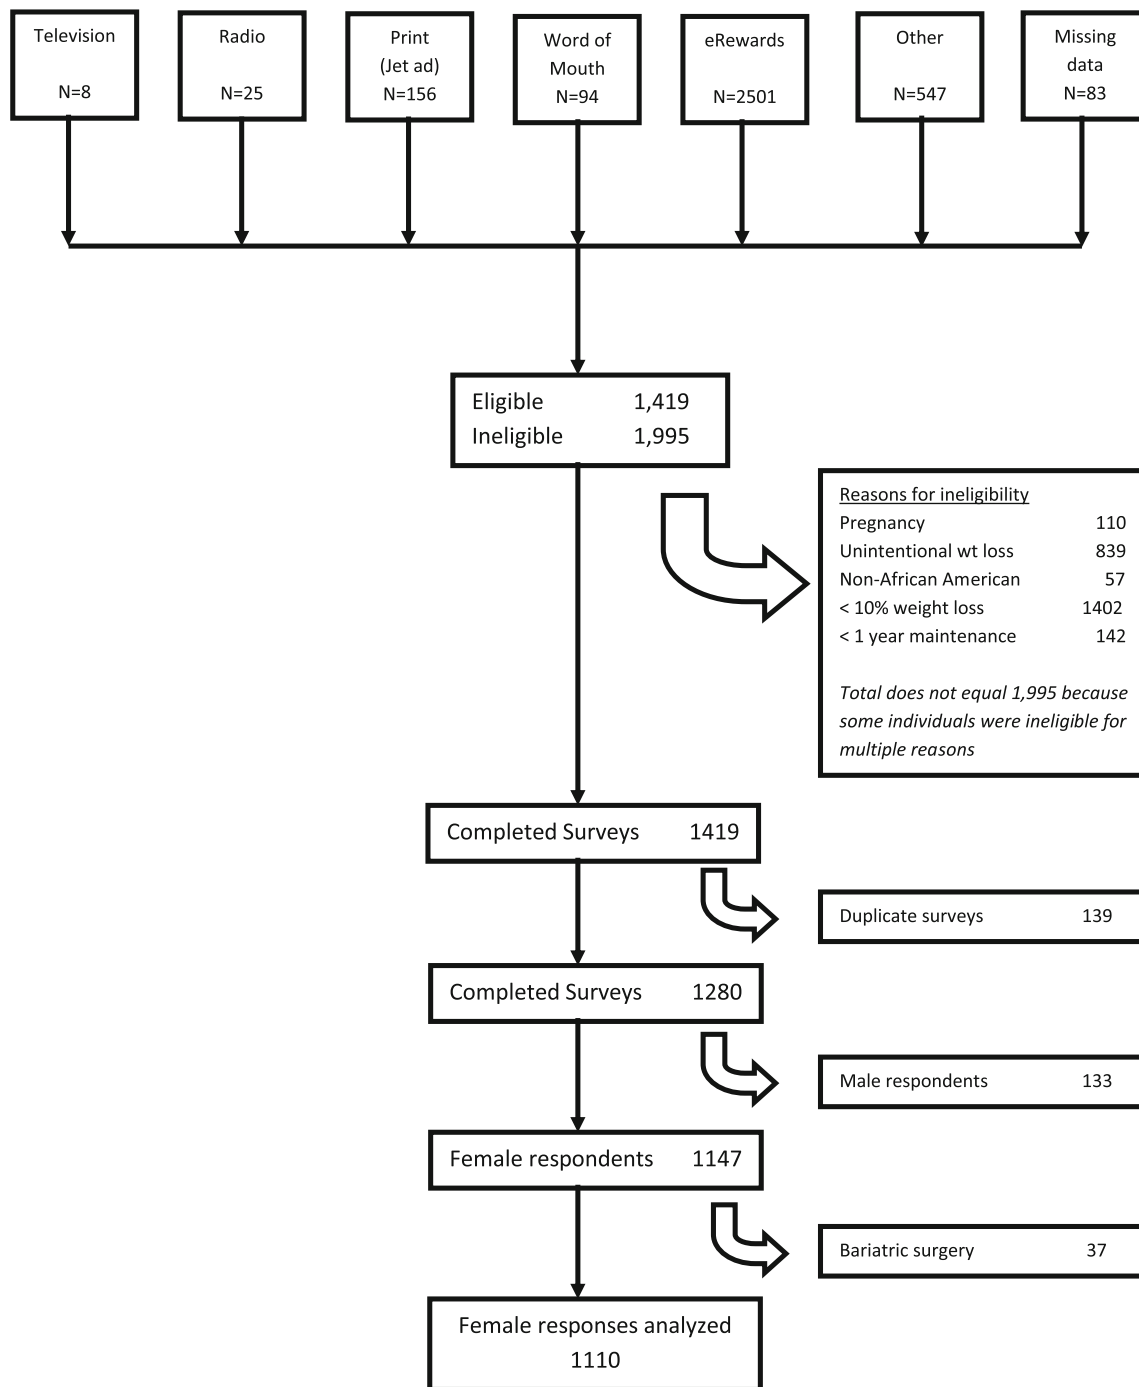 Television
N=8
Radio
N=25
Print
(Jet ad)
N=156
Word of
Mouth
N=94
eRewards
N=2501
Other
N=547
Missing
data
N=83
Eligible 1,419
Ineligible 1,995
Reasons for ineligibility
Pregnancy 110
Unintentional wt loss 839
Non-African American 57
< 10% weight loss 1402
< 1 year maintenance 142
Total does not equal 1,995 because
some individuals were ineligible for
multiple reasons
Completed Surveys 1419
Duplicate surveys 139
Completed Surveys 1280
Male respondents 133
Female respondents 1147
Bariatric surgery 37
Female responses analyzed
1110